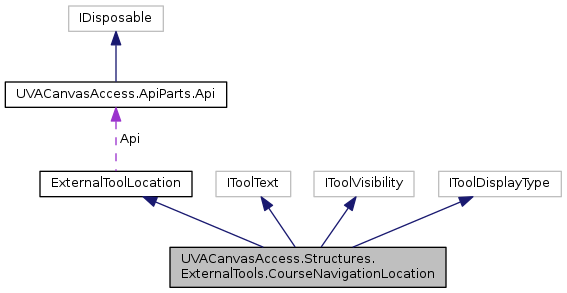 IDisposable
UVACanvasAccess.ApiParts.Api
Api
ExternalToolLocation
IToolText
IToolVisibility
IToolDisplayType
UVACanvasAccess.Structures.
ExternalTools.CourseNavigationLocation